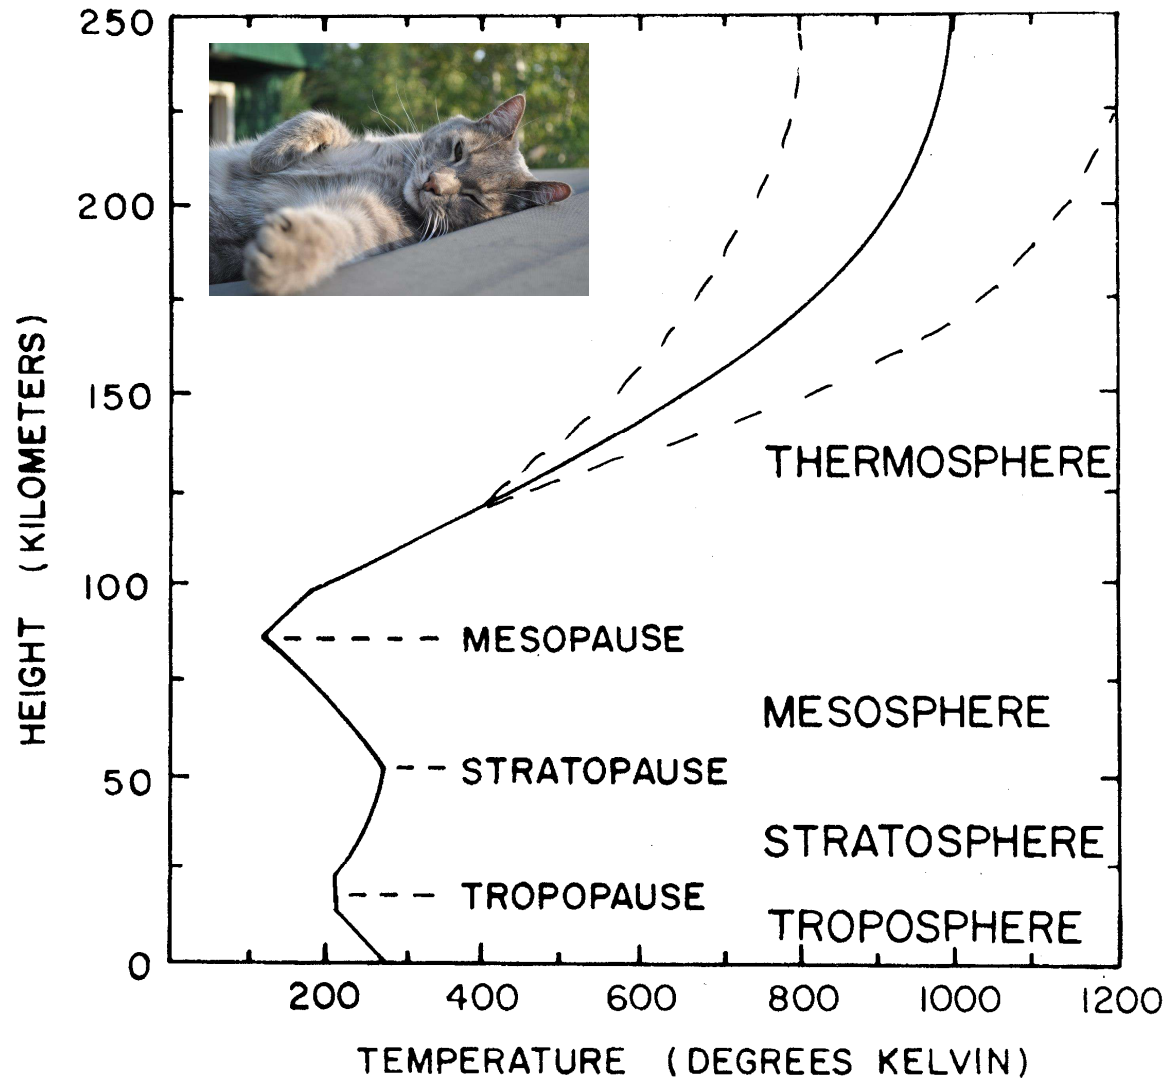 250
200
150
100
50
0
HEIGHT (KILOMETERS)
THERMOSPHERE
MESOPAUSE
MESOSPHERE
STRATOPAUSE
STRATOSPHERE
TROPOPAUSE
TROPOSPHERE
200 400 600 800 1000 1200
TEMPERATURE (DEGREES KELVIN)